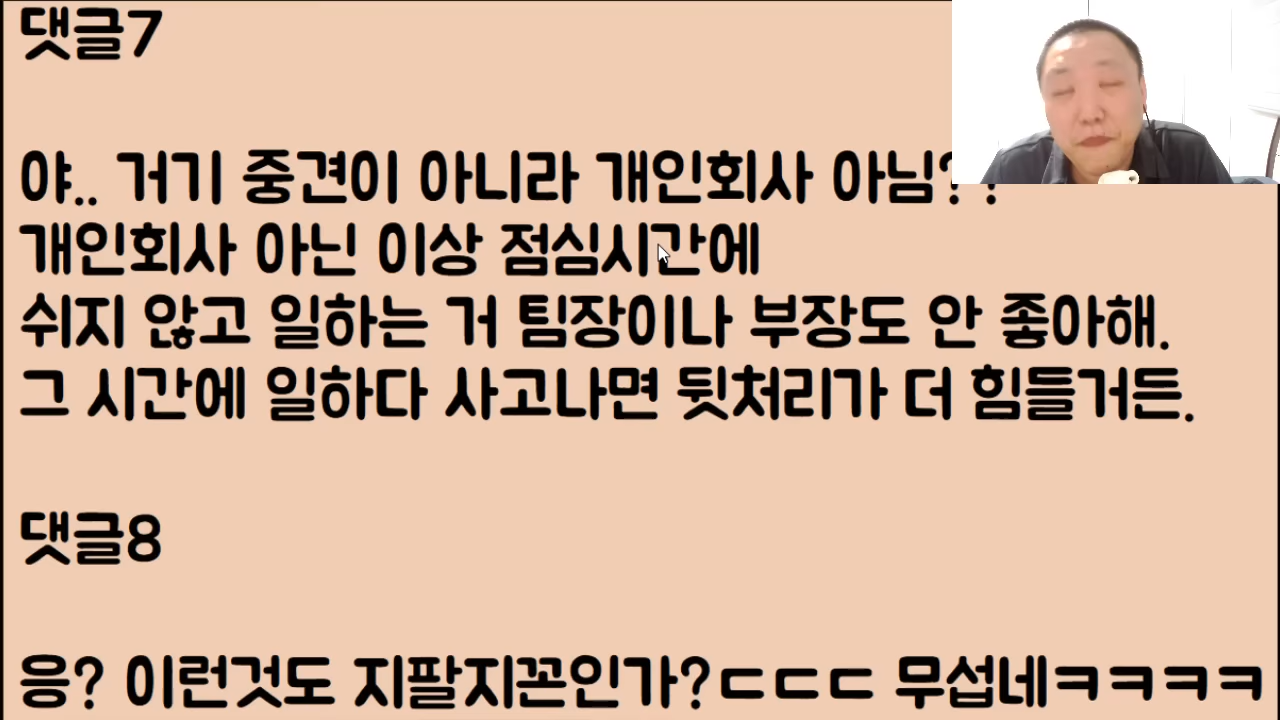 댓글7
야.. 거기 중견이 아니라 개인회사 아님??
개인회사 아닌 이상 점심시간에
쉬지 않고 일하는 거 팀장이나 부장도 안 좋아해.
그 시간에 일하다 사고나면 뒷처리가 더 힘들거든.
댓글8
응? 이런것도 지팔지꼰인가?ㄷㄷㄷ 무섭네ㅋㅋㅋㅋ